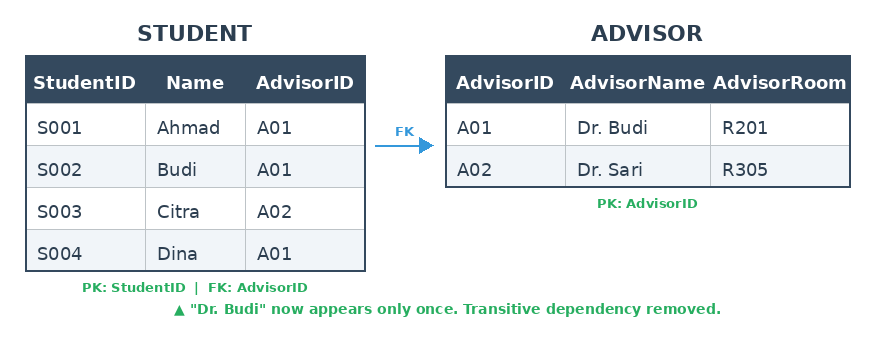 STUDENT
StudentID Name AdvisorID
S001 Ahmad A01
S002 Budi A01
S003 Citra A02
S004 Dina A01
PK: StudentID | FK: AdvisorID
FK
ADVISOR
AdvisorID AdvisorName AdvisorRoom
A01 Dr. Budi R201
A02 Dr. Sari R305
PK: AdvisorID
▲ "Dr. Budi" now appears only once. Transitive dependency removed.